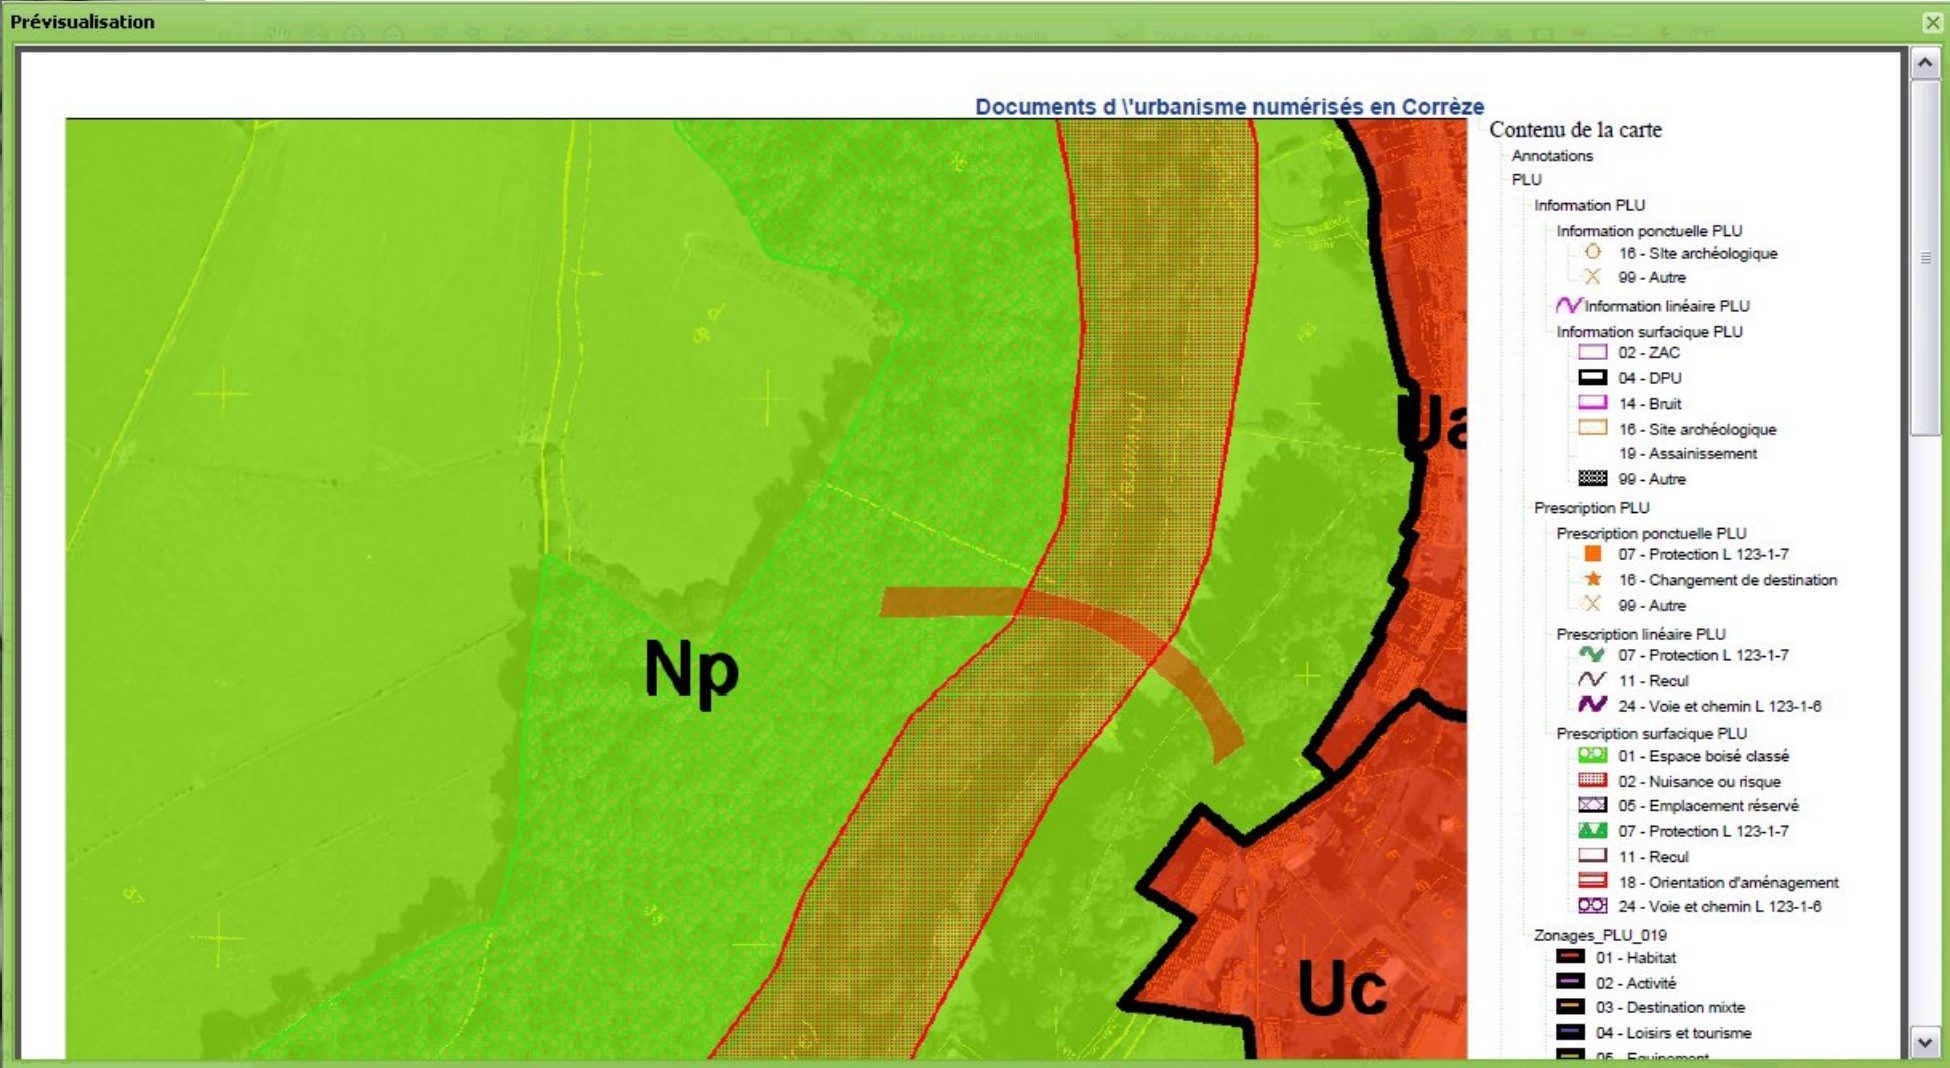 Prévisualisation
Documents d \'urbanisme numérisés en Corrèze
Contenu de la carte
Annotations
PLU
Information PLU
Information ponctuelle PLU
16 - SIte archéologique
99 - Autre
Information linéaire PLU
Information surfacique PLU
02 - ZAC
04 - DPU
14 - Bruit
16 - Site archéologique
19 - Assainissement
99 - Autre
Prescription PLU
Prescription ponctuelle PLU
07 - Protection L 123-1-7
16 - Changement de destination
99 - Autre
Prescription linéaire PLU
07 - Protection L 123-1-7
11 - Recul
24 - Voie et chemin L 123-1-6
Prescription surfacique PLU
01 - Espace boisé classé
02 - Nuisance ou risque
05 - Emplacement réservé
07 - Protection L 123-1-7
11 - Recul
18 - Orientation d'aménagement
24 - Voie et chemin L 123-1-6
Zonages_PLU_019
01 - Habitat
02 - Activité
03 - Destination mixte
04 - Loisirs et tourisme
05 - Equipement
Ua
Np
Uc